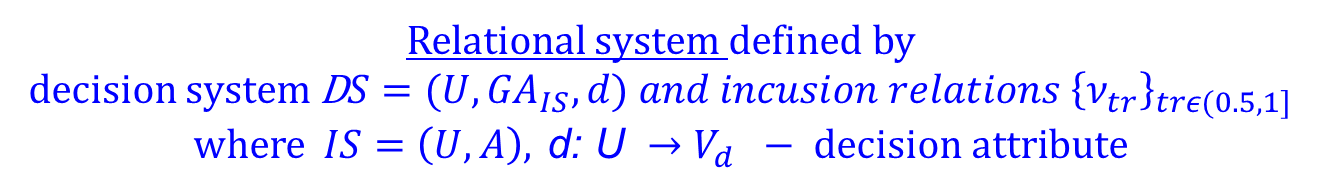 Relational system defined by
decision system DS = (U, GA_IS, d) and incusion relations {ν_tr}_trϵ(0.5,1]
where IS = (U, A), d: U → V_d − decision attribute